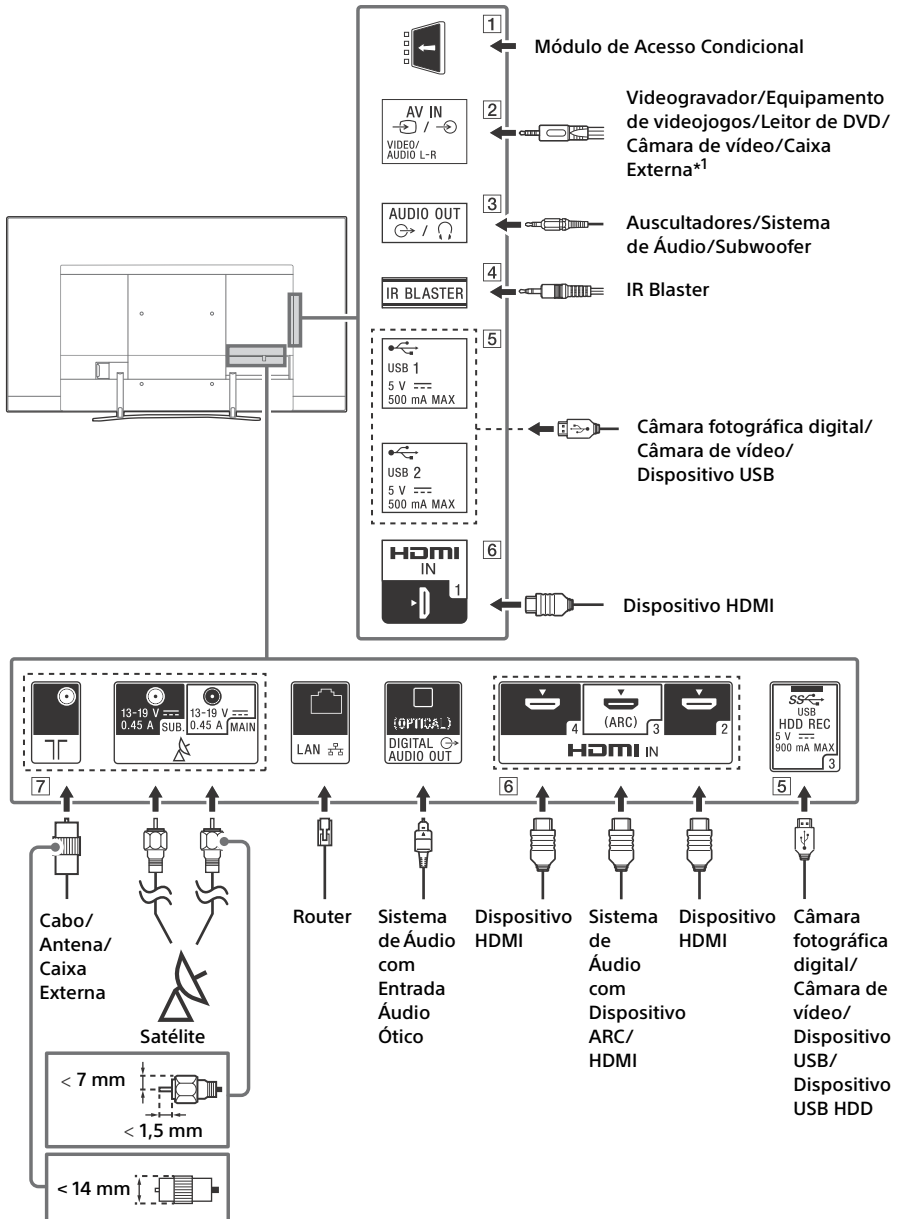 1
Módulo de Acesso Condicional
AV IN
/
VIDEO/
AUDIO L-R
2
Videogravador/Equipamento
de videojogos/Leitor de DVD/
Câmara de vídeo/Caixa
Externa*1
AUDIO OUT
/
3
Auscultadores/Sistema
de Áudio/Subwoofer
4
IR BLASTER
IR Blaster
5
USB 1
5 V
500 mA MAX
USB 2
5 V
500 mA MAX
Câmara fotográfica digital/
Câmara de vídeo/
Dispositivo USB
HDMI
IN
1
6
Dispositivo HDMI
7
13-19 V
0.45 A SUB.
13-19 V
0.45 A MAIN
LAN
(OPTICAL)
DIGITAL
AUDIO OUT
4
(ARC) 3
2
HDMI IN
6
SS
USB
HDD REC
5 V
900 mA MAX
3
5
Cabo/
Antena/
Caixa
Externa
Satélite
Router
Sistema
de Áudio
com
Entrada
Áudio
Ótico
Dispositivo
HDMI
Sistema
de
Áudio
com
Dispositivo
ARC/
HDMI
Dispositivo
HDMI
Câmara
fotográfica
digital/
Câmara de
vídeo/
Dispositivo
USB/
Dispositivo
USB HDD
< 7 mm
< 1,5 mm
< 14 mm